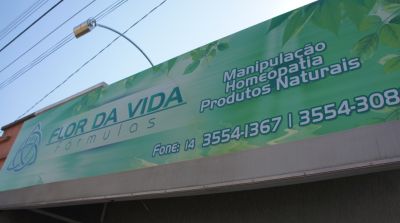 FLOR DA VIDA
fórmulas
Manipulação
Homeopatia
Produtos Naturais
Fone: 14 3554-1367 | 3554-308